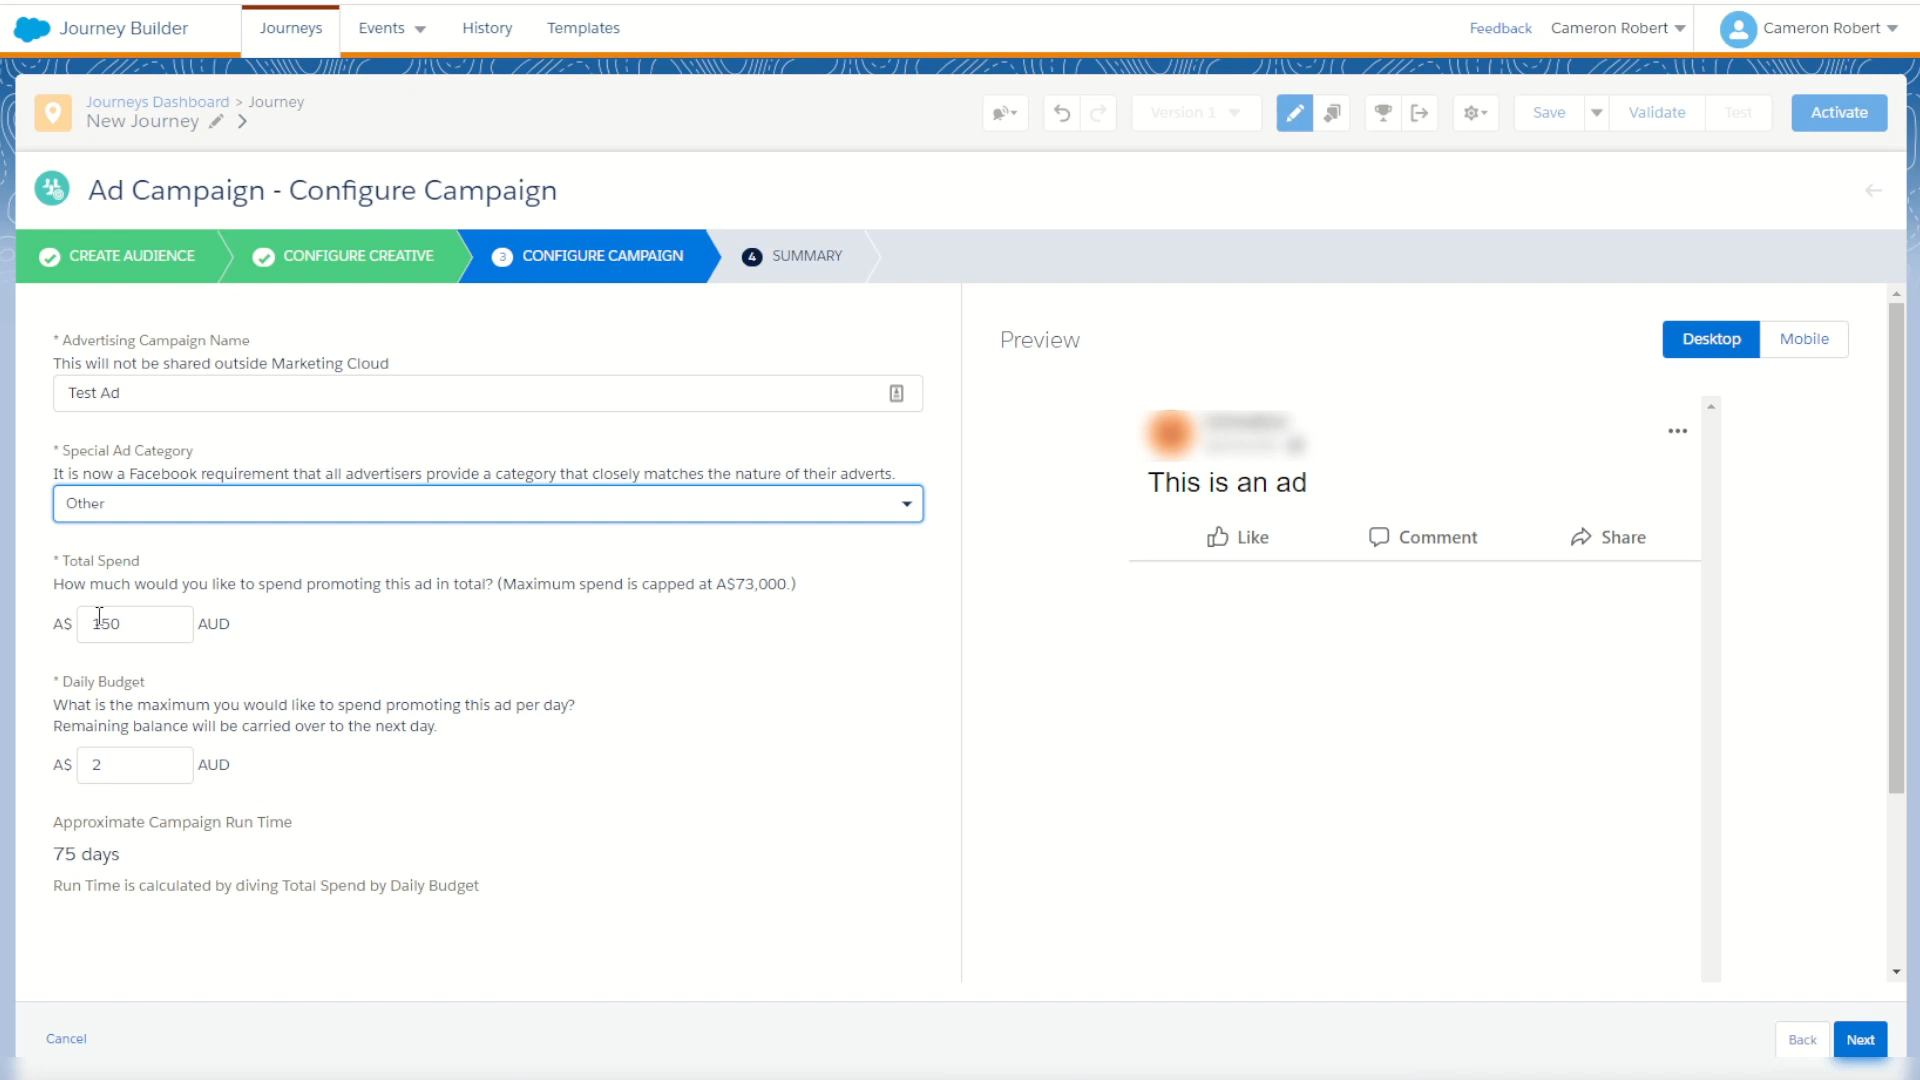 Journey Builder
Journeys
Events
History
Templates
Feedback
Cameron Robert
Cameron Robert
Journeys Dashboard > Journey
New Journey
Version 1
Save
Validate
Test
Activate
Ad Campaign - Configure Campaign
CREATE AUDIENCE
CONFIGURE CREATIVE
3 CONFIGURE CAMPAIGN
4 SUMMARY
* Advertising Campaign Name
This will not be shared outside Marketing Cloud
Test Ad
* Special Ad Category
It is now a Facebook requirement that all advertisers provide a category that closely matches the nature of their adverts.
Other
* Total Spend
How much would you like to spend promoting this ad in total? (Maximum spend is capped at A$73,000.)
A$ 150 AUD
* Daily Budget
What is the maximum you would like to spend promoting this ad per day?
Remaining balance will be carried over to the next day.
A$ 2 AUD
Approximate Campaign Run Time
75 days
Run Time is calculated by diving Total Spend by Daily Budget
Preview
Desktop
Mobile
This is an ad
Like
Comment
Share
Cancel
Back
Next